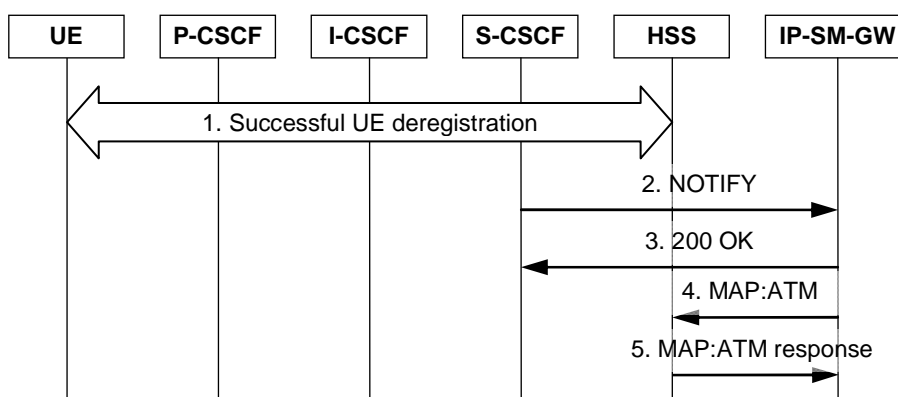 UE P-CSCF I-CSCF S-CSCF HSS IP-SM-GW
1. Successful UE deregistration
2. NOTIFY
3. 200 OK
4. MAP:ATM
5. MAP:ATM response